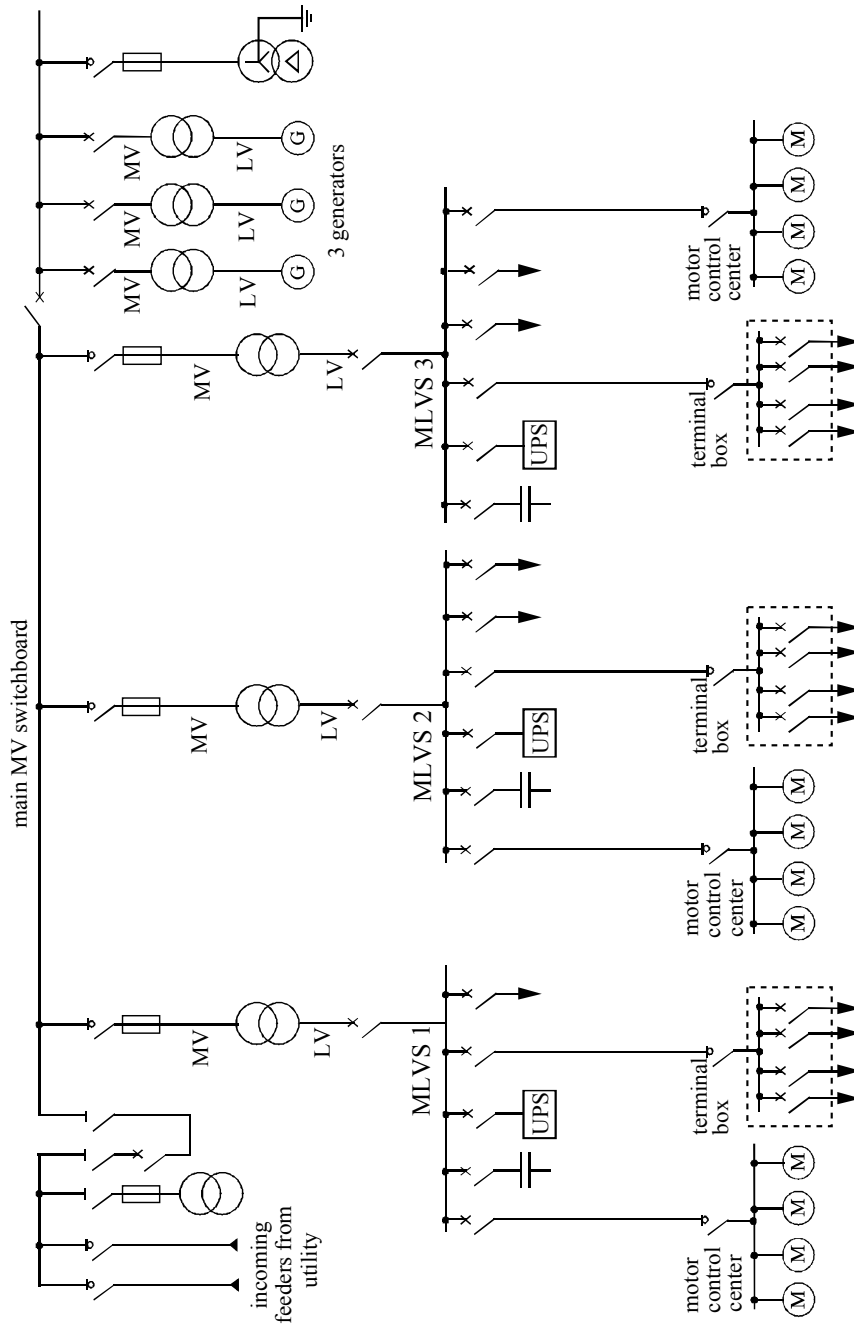 main MV switchboard
MV MV MV
MV MV MV
LV LV LV
incoming
feeders from
utility
G G G
3 generators
LV LV LV
MLVS 1 MLVS 2 MLVS 3
UPS UPS UPS
motor
control
center
terminal
box
motor
control
center
terminal
box
terminal
box
motor
control
center
M M M M
M M M M
M M M M